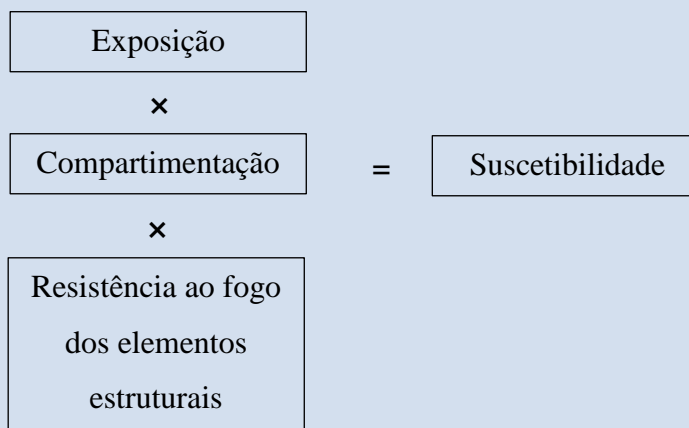 Exposição
×
Compartimentação
=
Suscetibilidade
×
Resistência ao fogo
dos elementos
estruturais